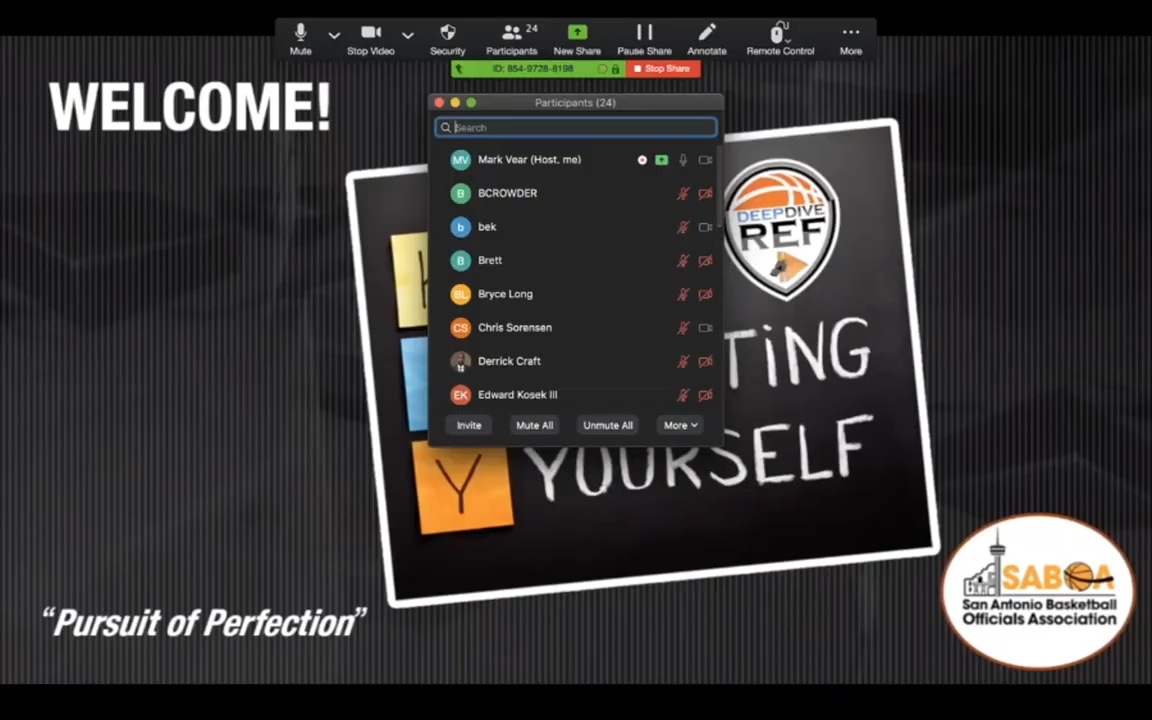 Mute
Stop Video
Security
Participants
24
New Share
Pause Share
Annotate
Remote Control
More
ID: 854-9728-8198
Stop Share
WELCOME!
Participants (24)
Search
MV Mark Vear (Host, me)
B BCROWDER
b bek
B Brett
BL Bryce Long
CS Chris Sorensen
Derrick Craft
EK Edward Kosek III
Invite
Mute All
Unmute All
More
DEEPDIVE
REF
TiNG
Y
YOURSELF
SABOA
San Antonio Basketball
Officials Association
“Pursuit of Perfection”